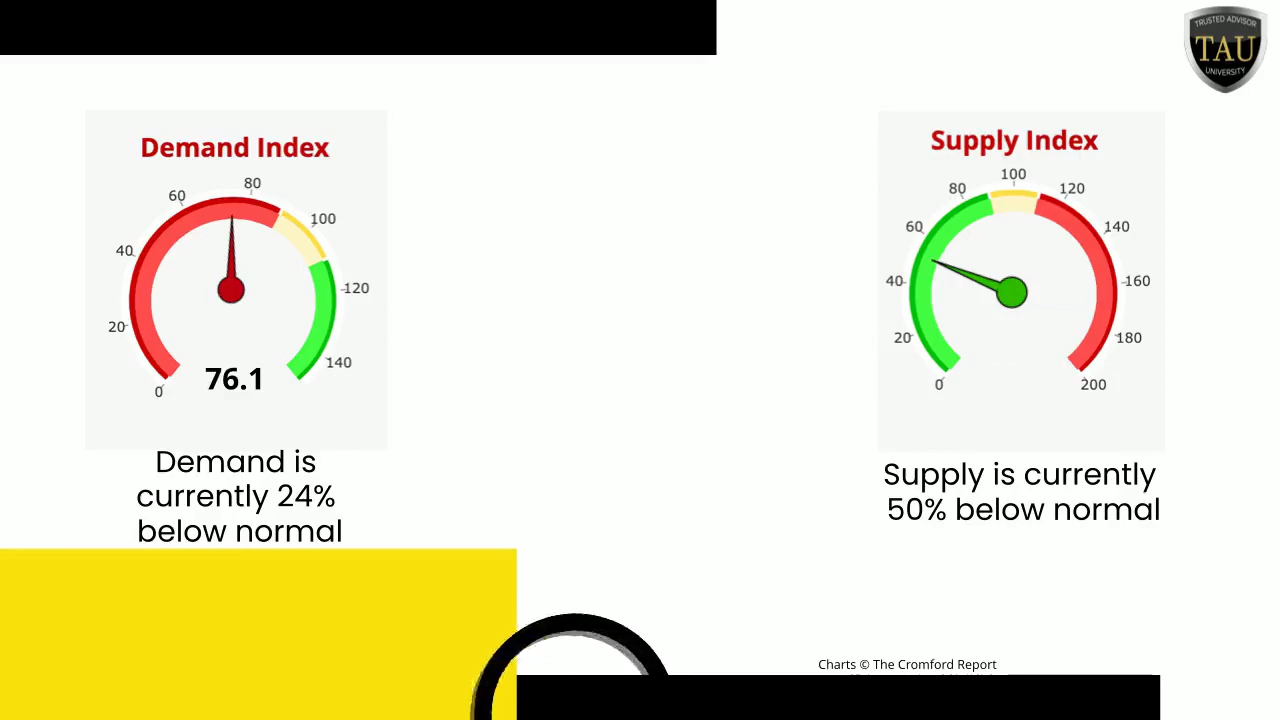 TRUSTED ADVISOR
TAU
UNIVERSITY
Demand Index
0
20
40
60
80
100
120
140
76.1
Demand is
currently 24%
below normal
Supply Index
0
20
40
60
80
100
120
140
160
180
200
Supply is currently
50% below normal
Charts © The Cromford Report